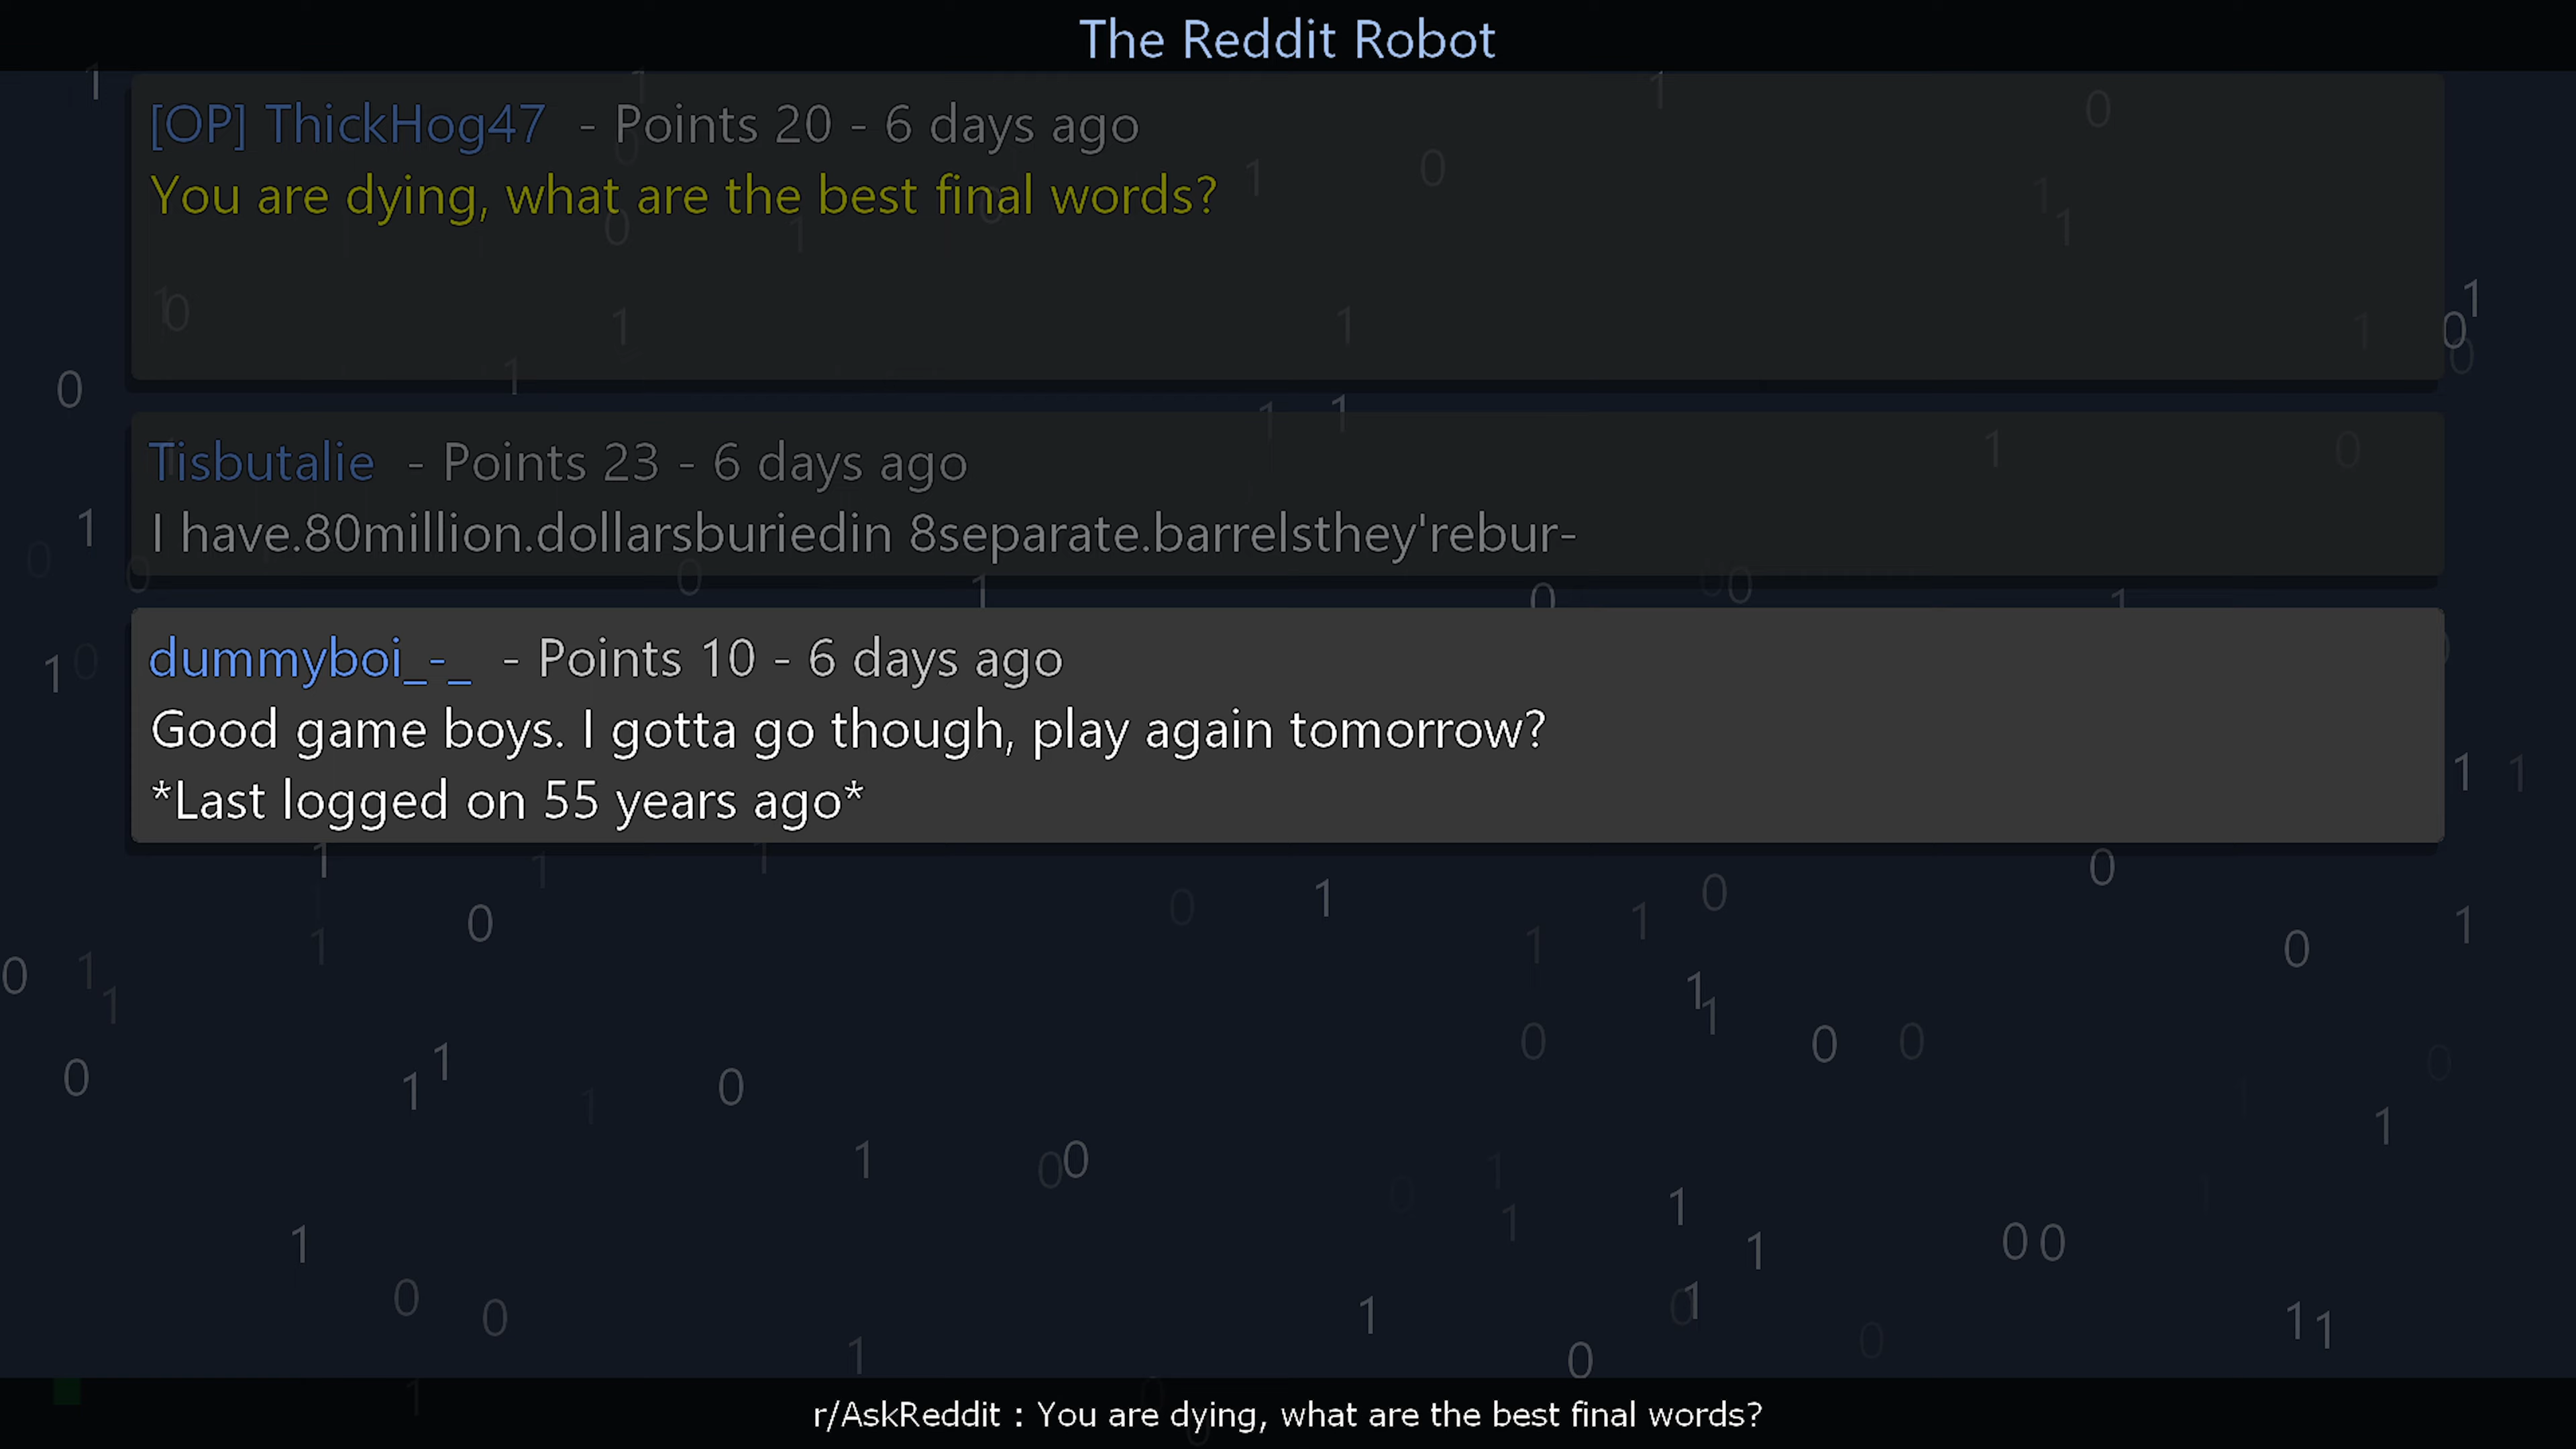 The Reddit Robot
[OP] ThickHog47 - Points 20 - 6 days ago
You are dying, what are the best final words?
Tisbutalie - Points 23 - 6 days ago
I have.80million.dollarsburiedin 8separate.barrelsthey'rebur-
dummyboi_-_ - Points 10 - 6 days ago
Good game boys. I gotta go though, play again tomorrow?
*Last logged on 55 years ago*
r/AskReddit : You are dying, what are the best final words?